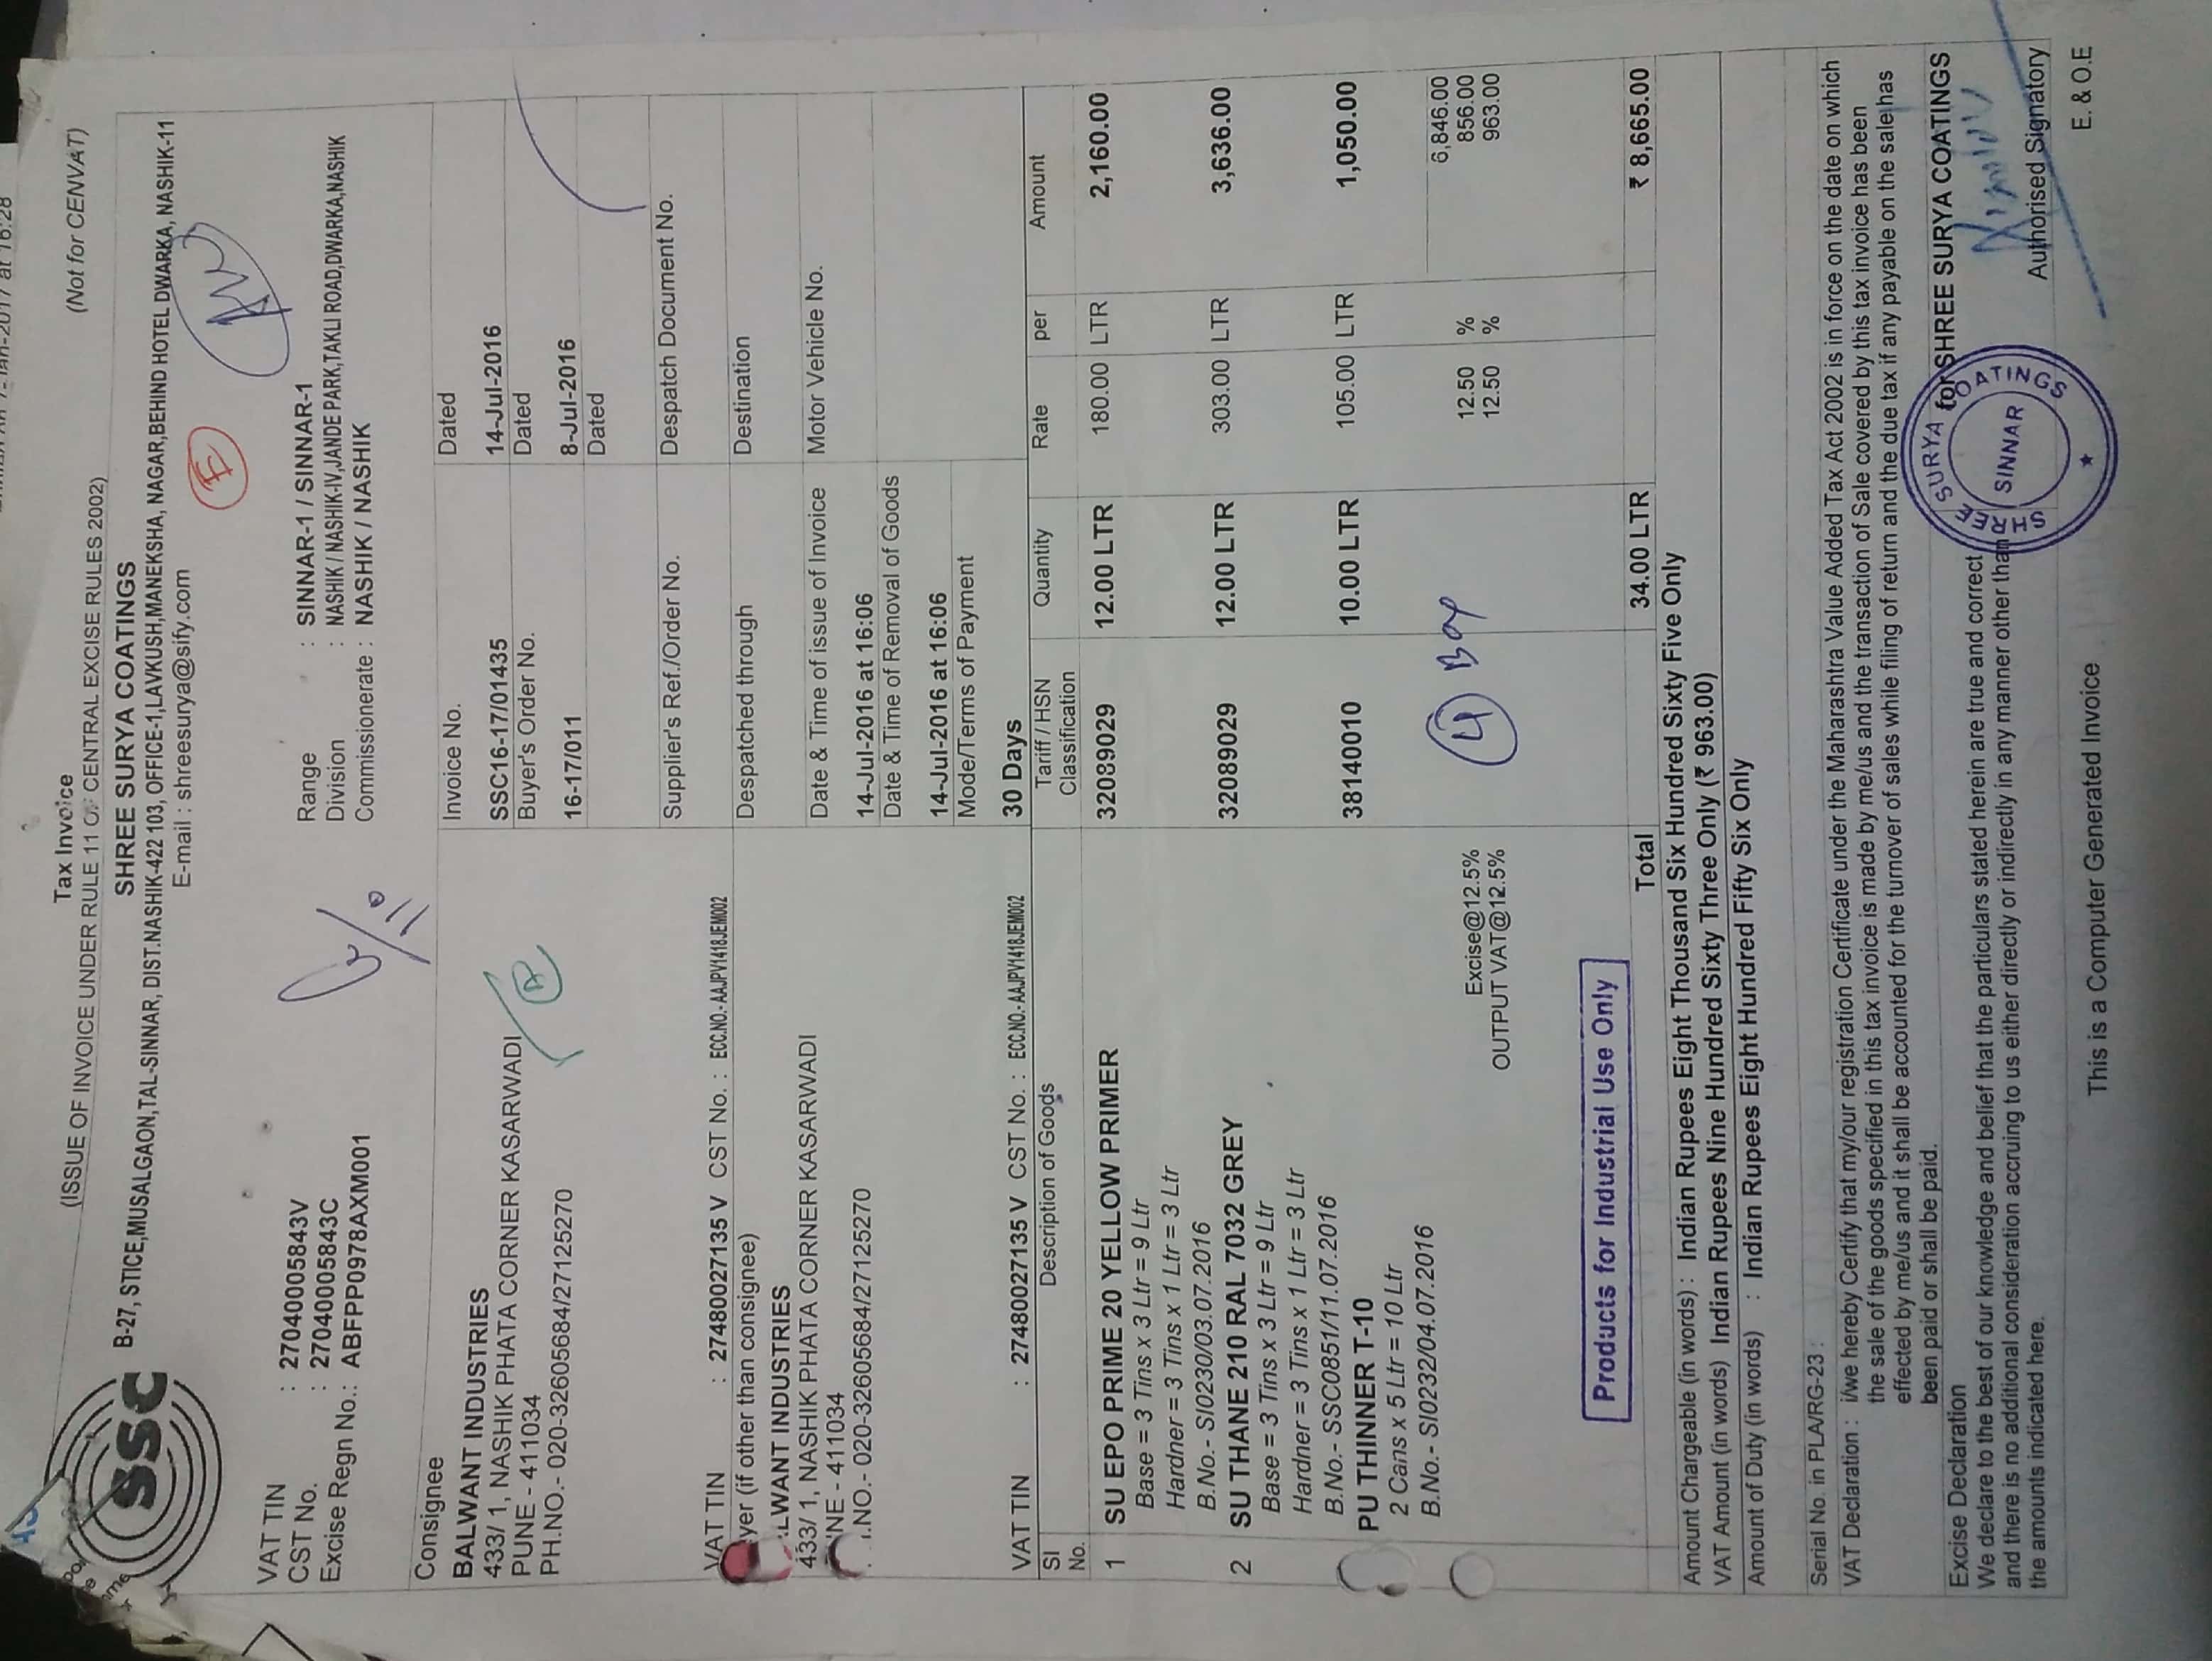 Tax Invoice
(ISSUE OF INVOICE UNDER RULE 11 OF CENTRAL EXCISE RULES 2002)
(Not for CENVAT)
SSC
SHREE SURYA COATINGS
B-27, STICE,MUSALGAON,TAL-SINNAR, DIST.NASHIK-422 103, OFFICE-1,LAVKUSH,MANEKSHA, NAGAR,BEHIND HOTEL DWARKA, NASHIK-11
E-mail : shreesurya@sify.com
VAT TIN : 27040005843V
CST No. : 27040005843C
Excise Regn No.: ABFPP0978AXM001
Range : SINNAR-1 / SINNAR-1
Division : NASHIK / NASHIK-IV,JANDE PARK,TAKLI ROAD,DWARKA,NASHIK
Commissionerate : NASHIK / NASHIK
Consignee
BALWANT INDUSTRIES
433/ 1, NASHIK PHATA CORNER KASARWADI
PUNE - 411034
PH.NO.- 020-32605684/27125270
VAT TIN : 27480027135 V CST No. : ECC.NO.- AAJPV1418JEM002
yer (if other than consignee)
LWANT INDUSTRIES
433/ 1, NASHIK PHATA CORNER KASARWADI
NE - 411034
.NO.- 020-32605684/27125270
VAT TIN : 27480027135 V CST No. : ECC.NO.- AAJPV1418JEM002
Invoice No. Dated
SSC16-17/01435 14-Jul-2016
Buyer's Order No. Dated
16-17/011 8-Jul-2016
Dated
Supplier's Ref./Order No. Despatch Document No.
Despatched through Destination
Date & Time of issue of Invoice Motor Vehicle No.
14-Jul-2016 at 16:06
Date & Time of Removal of Goods
14-Jul-2016 at 16:06
Mode/Terms of Payment
30 Days
SI No. Description of Goods Tariff / HSN Classification Quantity Rate per Amount
1 SU EPO PRIME 20 YELLOW PRIMER 32089029 12.00 LTR 180.00 LTR 2,160.00
Base = 3 Tins x 3 Ltr = 9 Ltr
Hardner = 3 Tins x 1 Ltr = 3 Ltr
B.No.- SI0230/03.07.2016
2 SU THANE 210 RAL 7032 GREY 32089029 12.00 LTR 303.00 LTR 3,636.00
Base = 3 Tins x 3 Ltr = 9 Ltr
Hardner = 3 Tins x 1 Ltr = 3 Ltr
B.No.- SSC0851/11.07.2016
PU THINNER T-10 38140010 10.00 LTR 105.00 LTR 1,050.00
2 Cans x 5 Ltr = 10 Ltr
B.No.- SI0232/04.07.2016
6,846.00
Excise@12.5% 12.50 % 856.00
OUTPUT VAT@12.5% 12.50 % 963.00
Products for Industrial Use Only
Total 34.00 LTR ₹ 8,665.00
Amount Chargeable (in words) : Indian Rupees Eight Thousand Six Hundred Sixty Five Only
VAT Amount (in words) Indian Rupees Nine Hundred Sixty Three Only (₹ 963.00)
Amount of Duty (in words) : Indian Rupees Eight Hundred Fifty Six Only
Serial No. in PLA/RG-23 :
VAT Declaration : i/we hereby Certify that my/our registration Certificate under the Maharashtra Value Added Tax Act 2002 is in force on the date on which
the sale of the goods specified in this tax invoice is made by me/us and the transaction of Sale covered by this tax invoice has been
effected by me/us and it shall be accounted for the turnover of sales while filing of return and the due tax if any payable on the sale has
been paid or shall be paid.
Excise Declaration
We declare to the best of our knowledge and belief that the particulars stated herein are true and correct
and there is no additional consideration accruing to us either directly or indirectly in any manner other than
the amounts indicated here.
for SHREE SURYA COATINGS
SHREE SURYA COATINGS
SINNAR
Authorised Signatory
E. & O.E
This is a Computer Generated Invoice